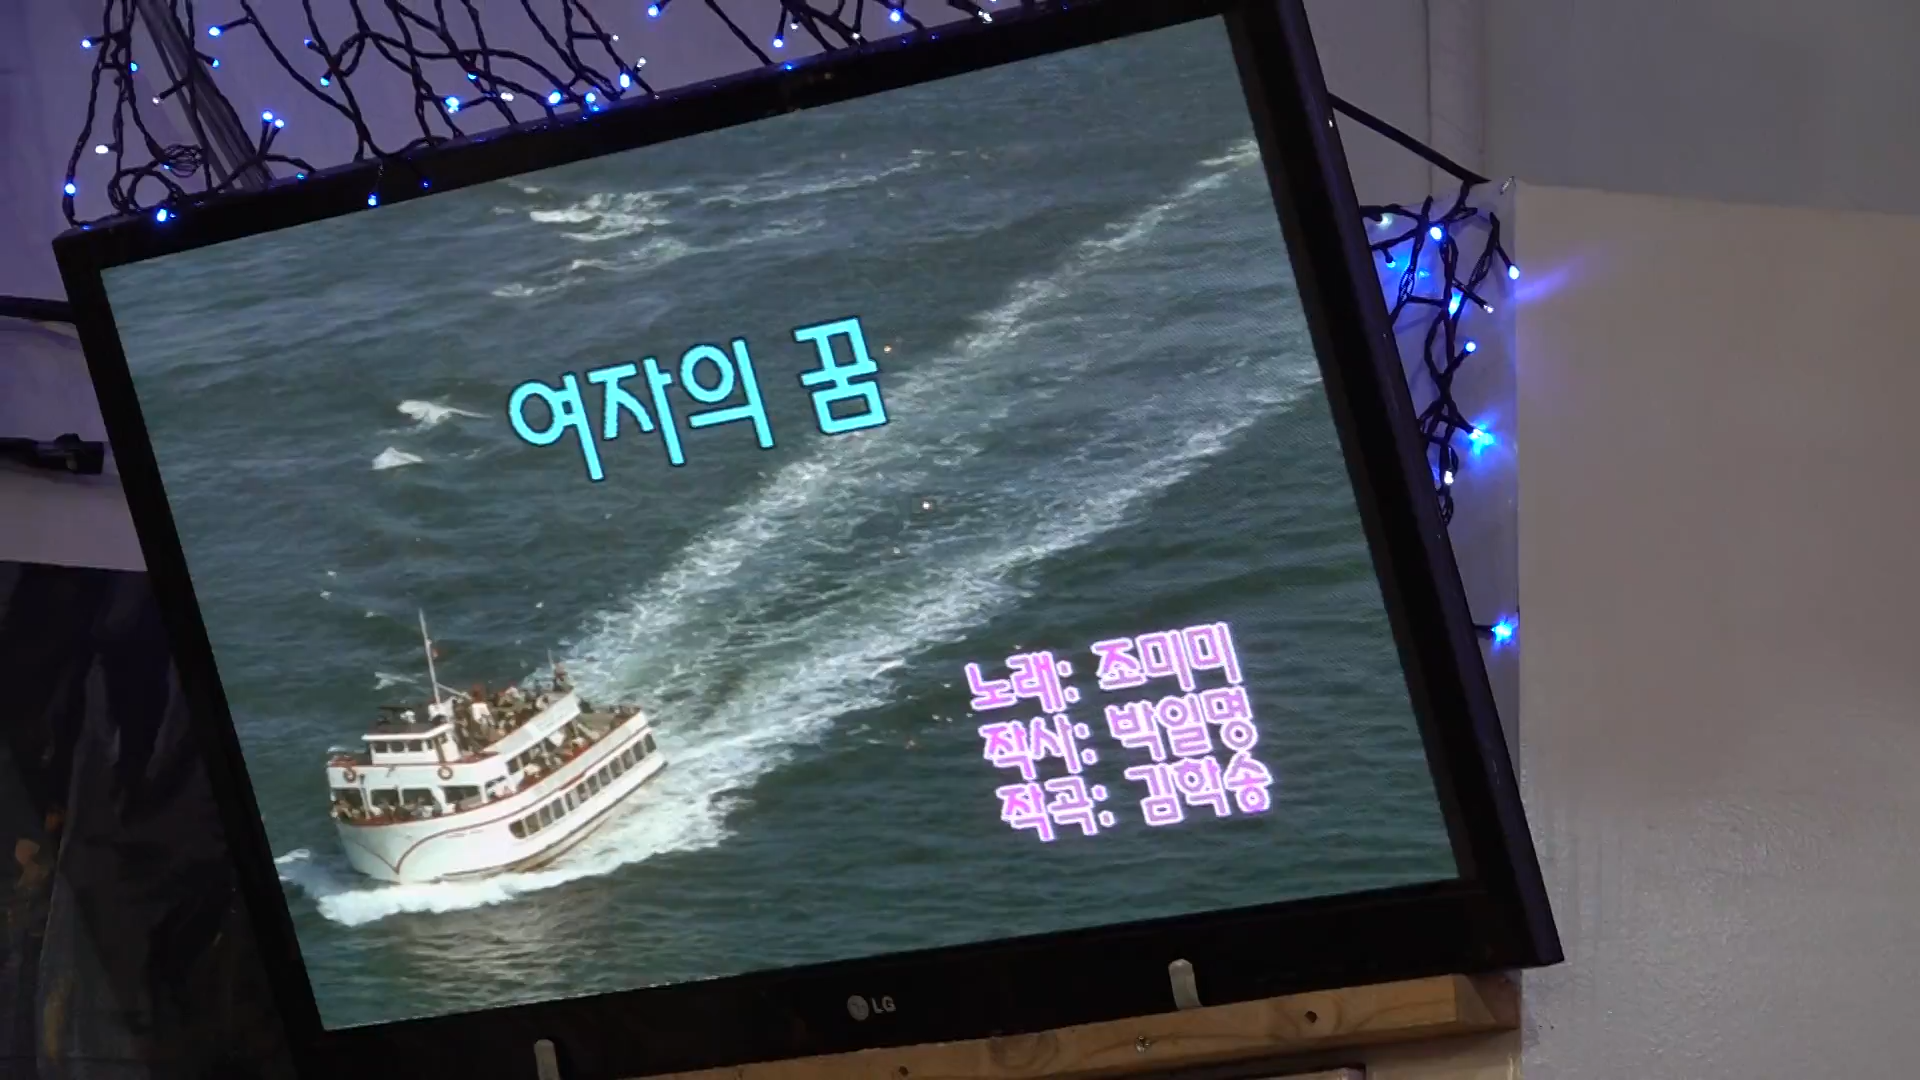 여자의 꿈
노래: 조미미
작사: 박일명
작곡: 김학송
LG